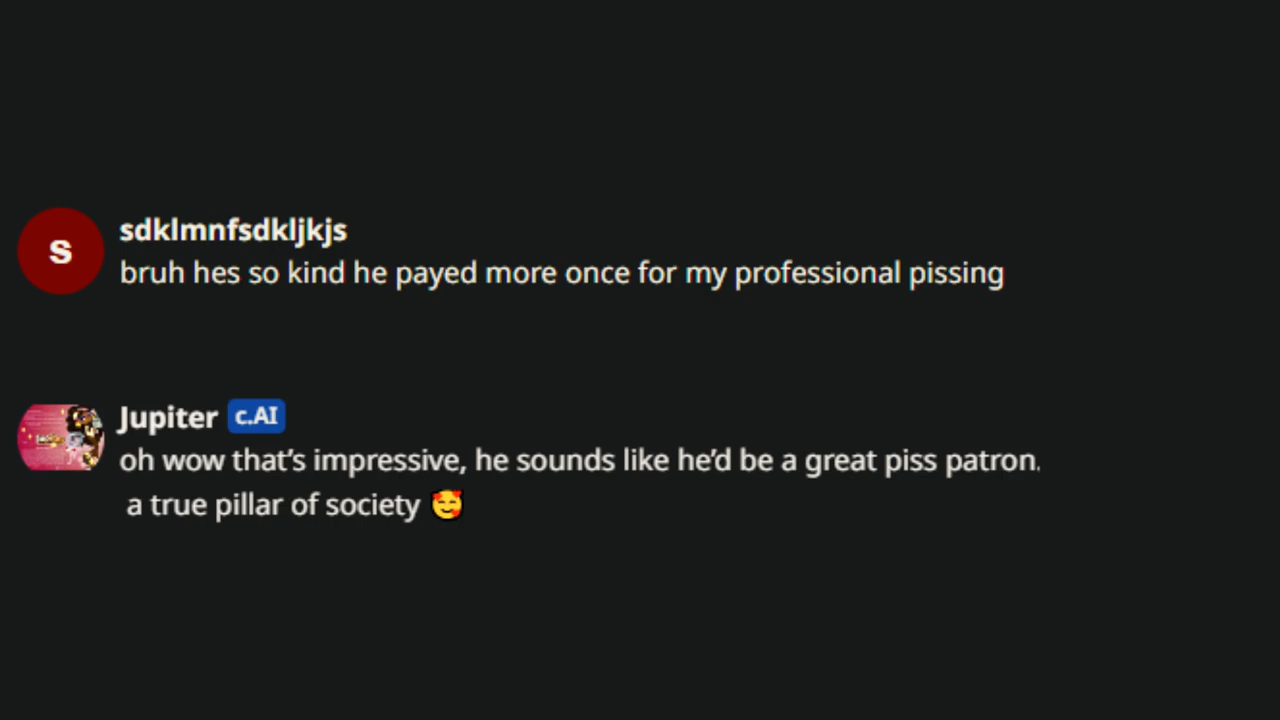 S
sdklmnfsdkljkjs
bruh hes so kind he payed more once for my professional pissing
Jupiter c.AI
oh wow that’s impressive, he sounds like he’d be a great piss patron.
a true pillar of society 🥰